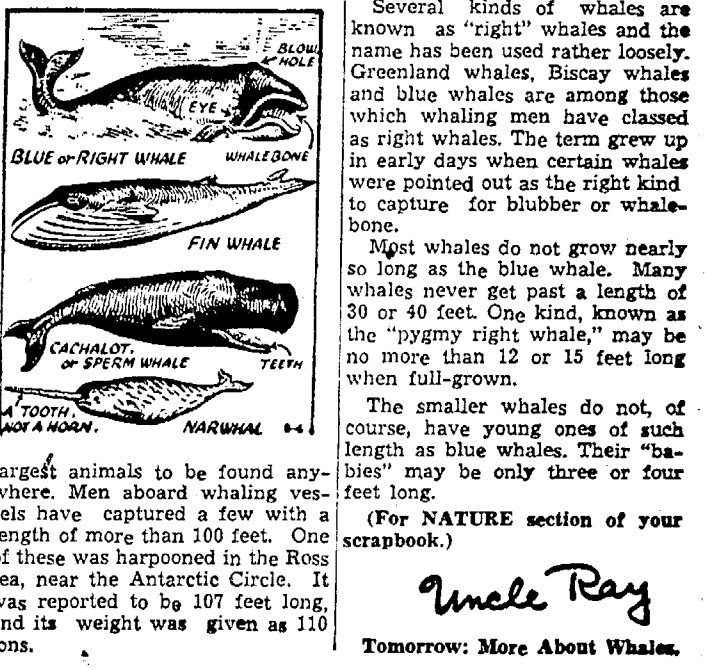 BLOW
HOLE
EYE
BLUE or RIGHT WHALE
WHALEBONE
FIN WHALE
CACHALOT.
or SPERM WHALE
TEETH
A TOOTH.
NOT A HORN.
NARWHAL
argest animals to be found any-
where. Men aboard whaling ves-
els have captured a few with a
ength of more than 100 feet. One
of these was harpooned in the Ross
ea, near the Antarctic Circle. It
was reported to be 107 feet long,
nd its weight was given as 110
ons.
Several kinds of whales are
known as "right" whales and the
name has been used rather loosely.
Greenland whales, Biscay whales
and blue whales are among those
which whaling men have classed
as right whales. The term grew up
in early days when certain whales
were pointed out as the right kind
to capture for blubber or whale-
bone.
Most whales do not grow nearly
so long as the blue whale. Many
whales never get past a length of
30 or 40 feet. One kind, known as
the "pygmy right whale," may be
no more than 12 or 15 feet long
when full-grown.
The smaller whales do not, of
course, have young ones of such
length as blue whales. Their "ba-
bies" may be only three or four
feet long.
(For NATURE section of your
scrapbook.)
Uncle Ray
Tomorrow: More About Whales.